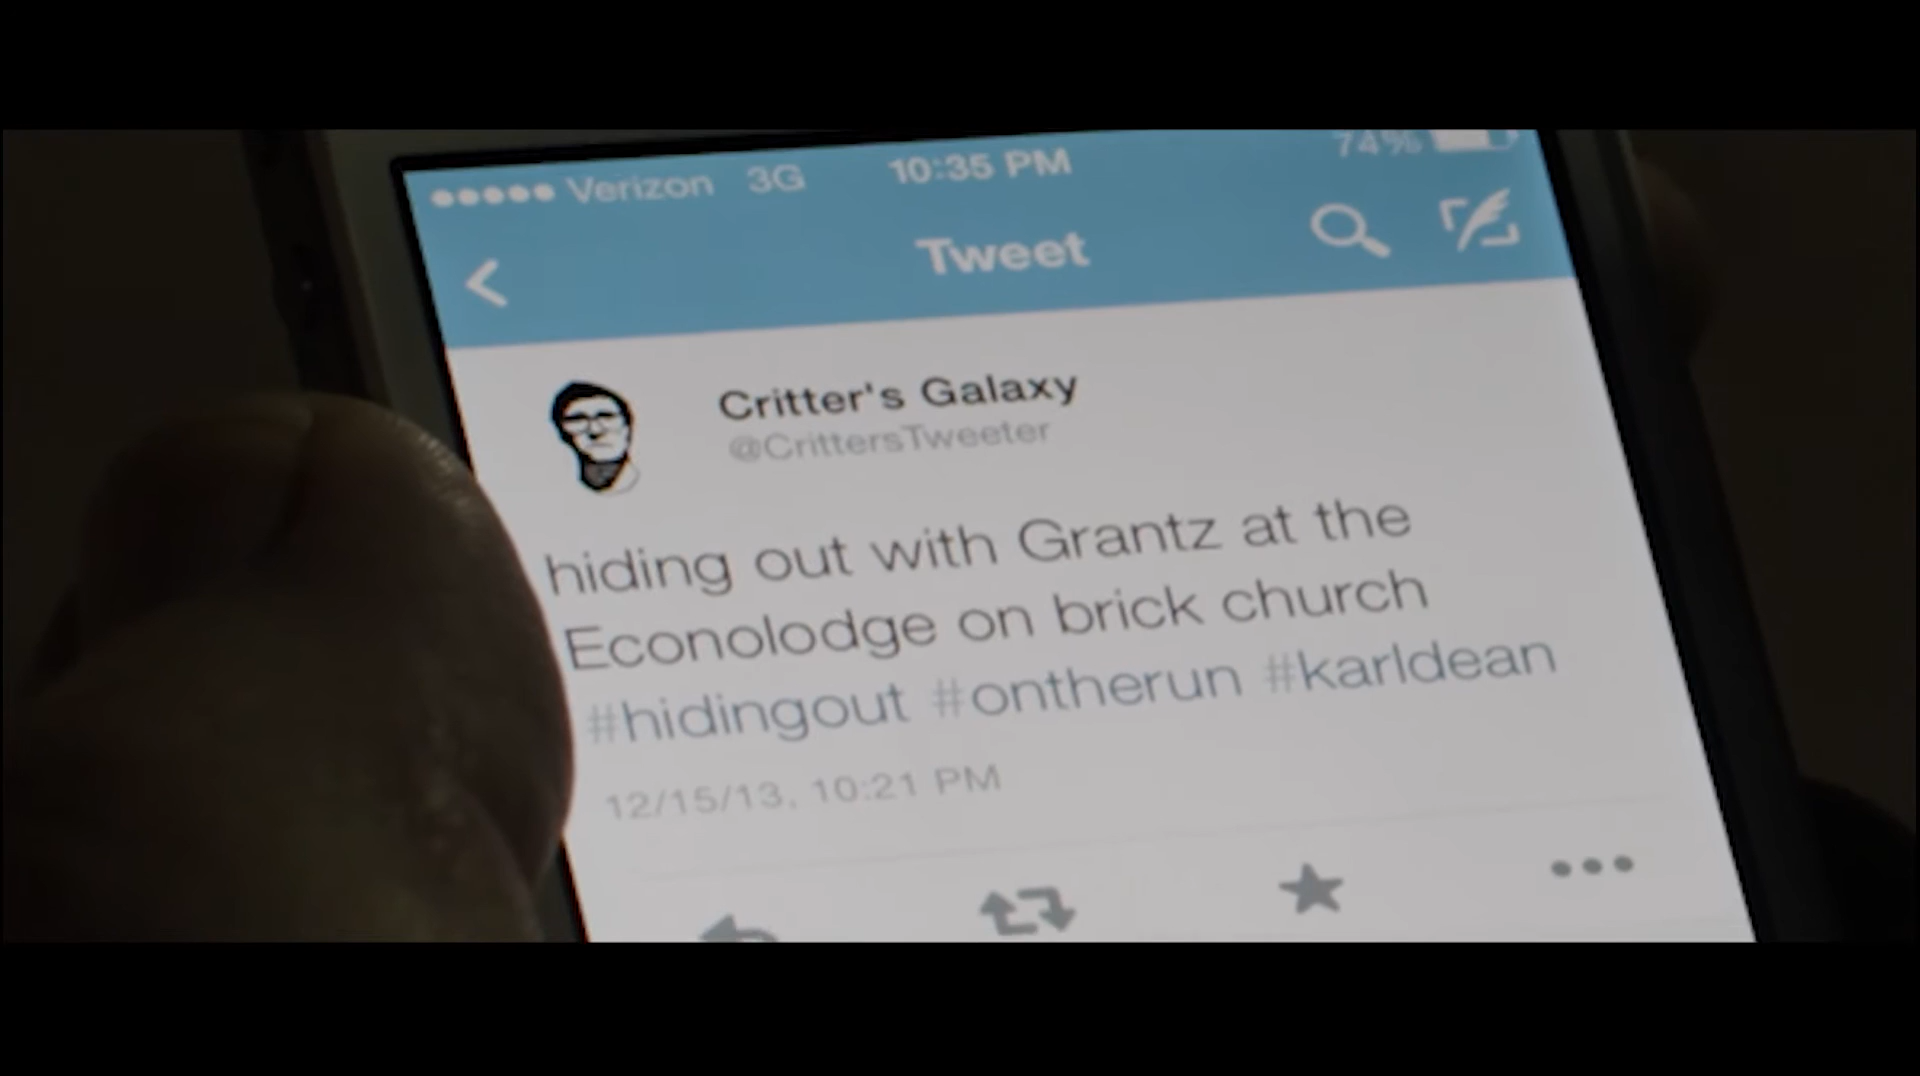 Verizon 3G 10:35 PM 74%
Tweet
Critter's Galaxy
@CrittersTweeter
hiding out with Grantz at the
Econolodge on brick church
#hidingout #ontherun #karldean
12/15/13, 10:21 PM